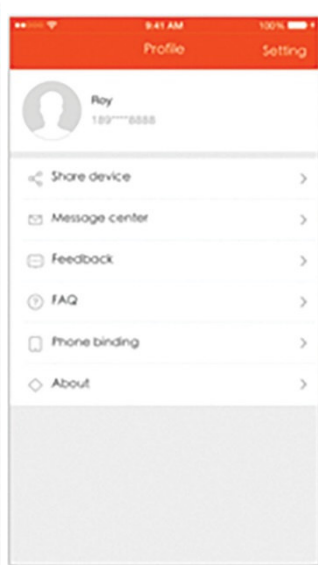 9:41 AM 100%
Profile Setting
Roy
189****8888
Share device
Message center
Feedback
FAQ
Phone binding
About